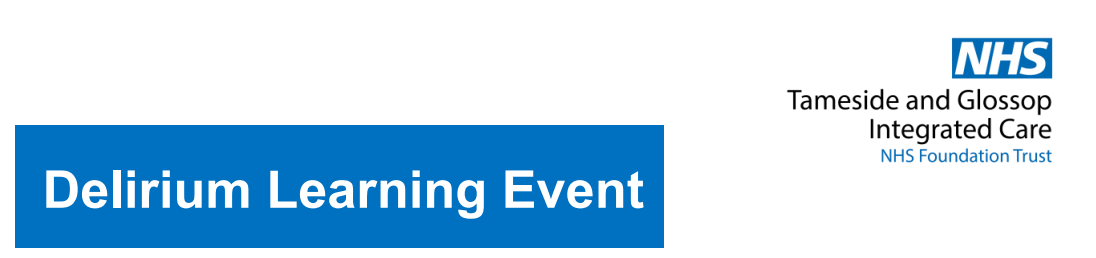 NHS
Tameside and Glossop
Integrated Care
NHS Foundation Trust
Delirium Learning Event